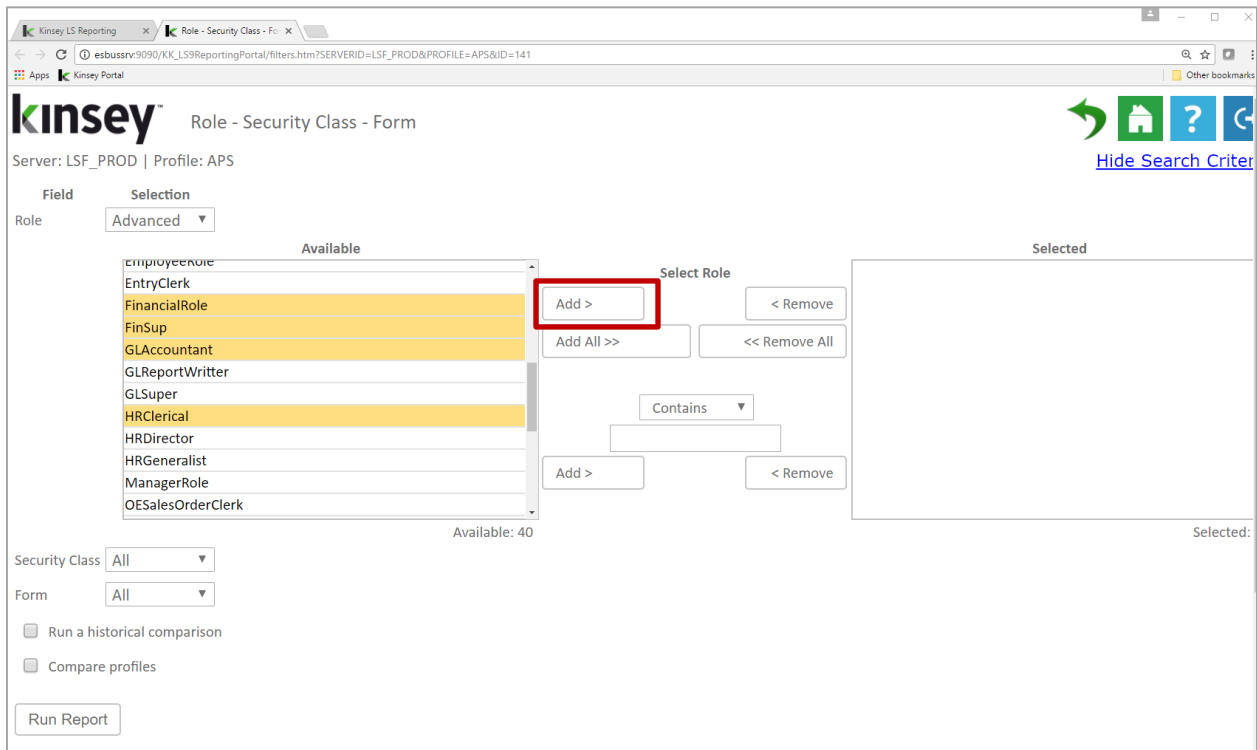 Kinsey LS Reporting
Role - Security Class - Fo
esbussrv:9090/KK_LS9ReportingPortal/filters.htm?SERVERID=LSF_PROD&PROFILE=APS&ID=141
Apps Kinsey Portal Other bookmarks
kinsey™ Role - Security Class - Form ?
Server: LSF_PROD | Profile: APS Hide Search Criter
Field Selection
Role Advanced
Available Selected
EmployeeRole
Select Role
EntryClerk
FinancialRole Add > < Remove
FinSup
GLAccountant Add All >> << Remove All
GLReportWritter
GLSuper
HRClerical Contains
HRDirector
HRGeneralist
ManagerRole Add > < Remove
OESalesOrderClerk
Available: 40 Selected:
Security Class All
Form All
Run a historical comparison
Compare profiles
Run Report